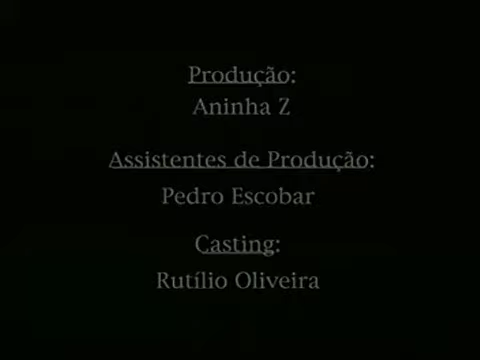 Produção:
Aninha Z
Assistentes de Produção:
Pedro Escobar
Casting:
Rutílio Oliveira